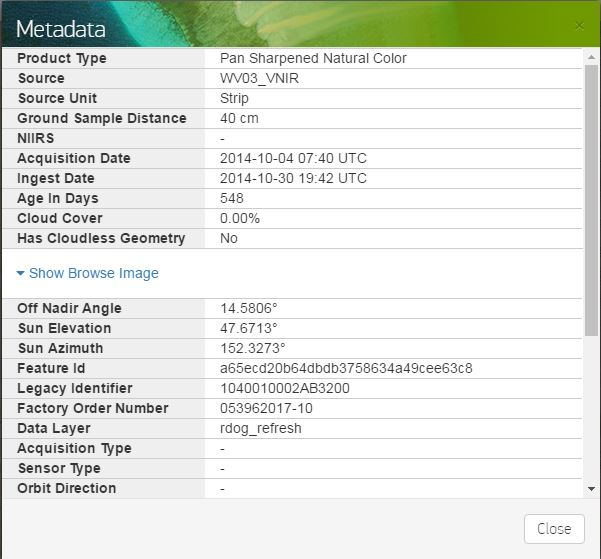 Metadata
×
Product Type Pan Sharpened Natural Color
Source WV03_VNIR
Source Unit Strip
Ground Sample Distance 40 cm
NIIRS -
Acquisition Date 2014-10-04 07:40 UTC
Ingest Date 2014-10-30 19:42 UTC
Age In Days 548
Cloud Cover 0.00%
Has Cloudless Geometry No
Show Browse Image
Off Nadir Angle 14.5806°
Sun Elevation 47.6713°
Sun Azimuth 152.3273°
Feature Id a65ecd20b64dbdb3758634a49cee63c8
Legacy Identifier 1040010002AB3200
Factory Order Number 053962017-10
Data Layer rdog_refresh
Acquisition Type -
Sensor Type -
Orbit Direction -
Close